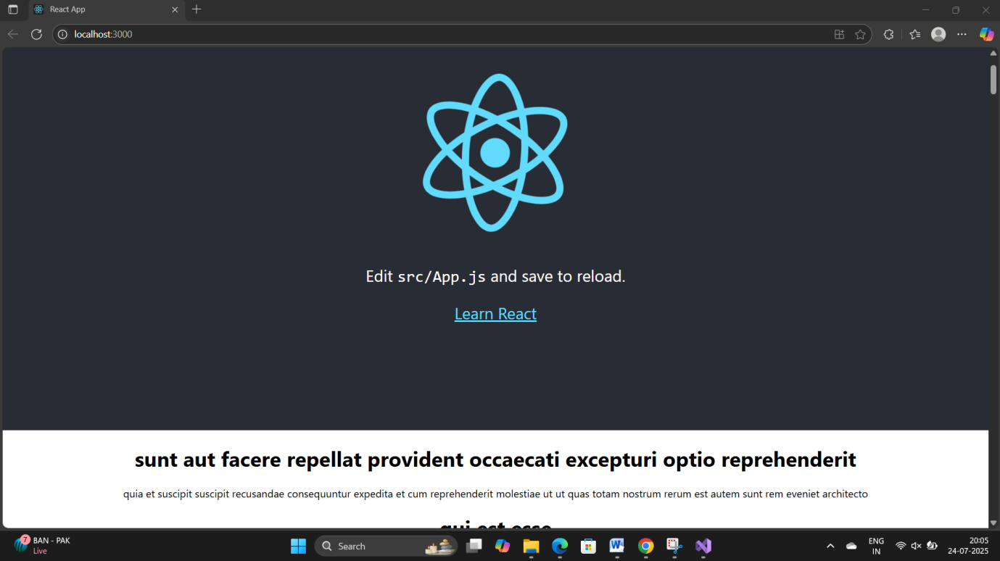 React App
localhost:3000
Edit src/App.js and save to reload.
Learn React
sunt aut facere repellat provident occaecati excepturi optio reprehenderit
quia et suscipit suscipit recusandae consequuntur expedita et cum reprehenderit molestiae ut ut quas totam nostrum rerum est autem sunt rem eveniet architecto
qui est esse
7
BAN - PAK
Live
Search
ENG
IN
20:05
24-07-2025